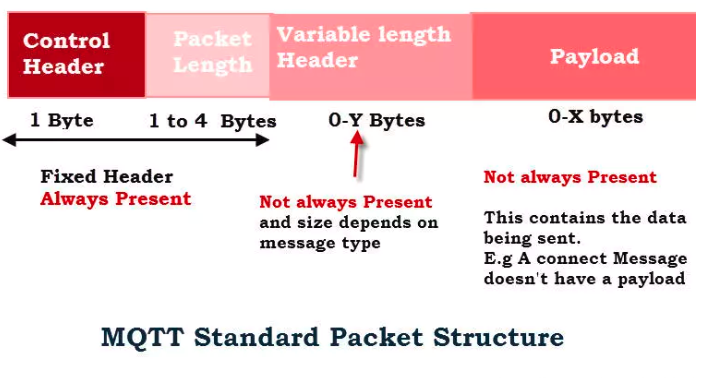 Control
Header
Packet
Length
Variable length
Header
Payload
1 Byte
1 to 4 Bytes
0-Y Bytes
0-X bytes
Fixed Header
Always Present
Not always Present
and size depends on
message type
Not always Present
This contains the data
being sent.
E.g A connect Message
doesn't have a payload
MQTT Standard Packet Structure